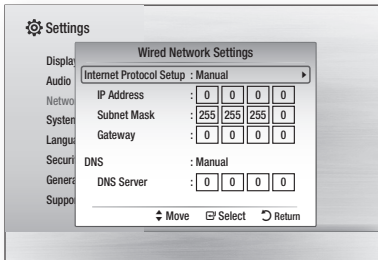 Settings
Wired Network Settings
Internet Protocol Setup : Manual
IP Address : 0 0 0 0
Subnet Mask : 255 255 255 0
Gateway : 0 0 0 0
DNS : Manual
DNS Server : 0 0 0 0
Move Select Return
Displa
Audio
Netwo
System
Langua
Securi
Genera
Suppo